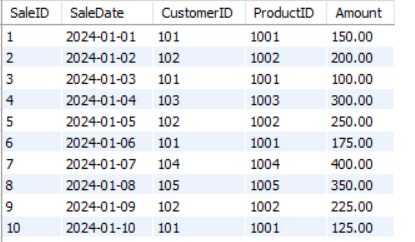 SaleID SaleDate CustomerID ProductID Amount
1 2024-01-01 101 1001 150.00
2 2024-01-02 102 1002 200.00
3 2024-01-03 101 1001 100.00
4 2024-01-04 103 1003 300.00
5 2024-01-05 102 1002 250.00
6 2024-01-06 101 1001 175.00
7 2024-01-07 104 1004 400.00
8 2024-01-08 105 1005 350.00
9 2024-01-09 102 1002 225.00
10 2024-01-10 101 1001 125.00